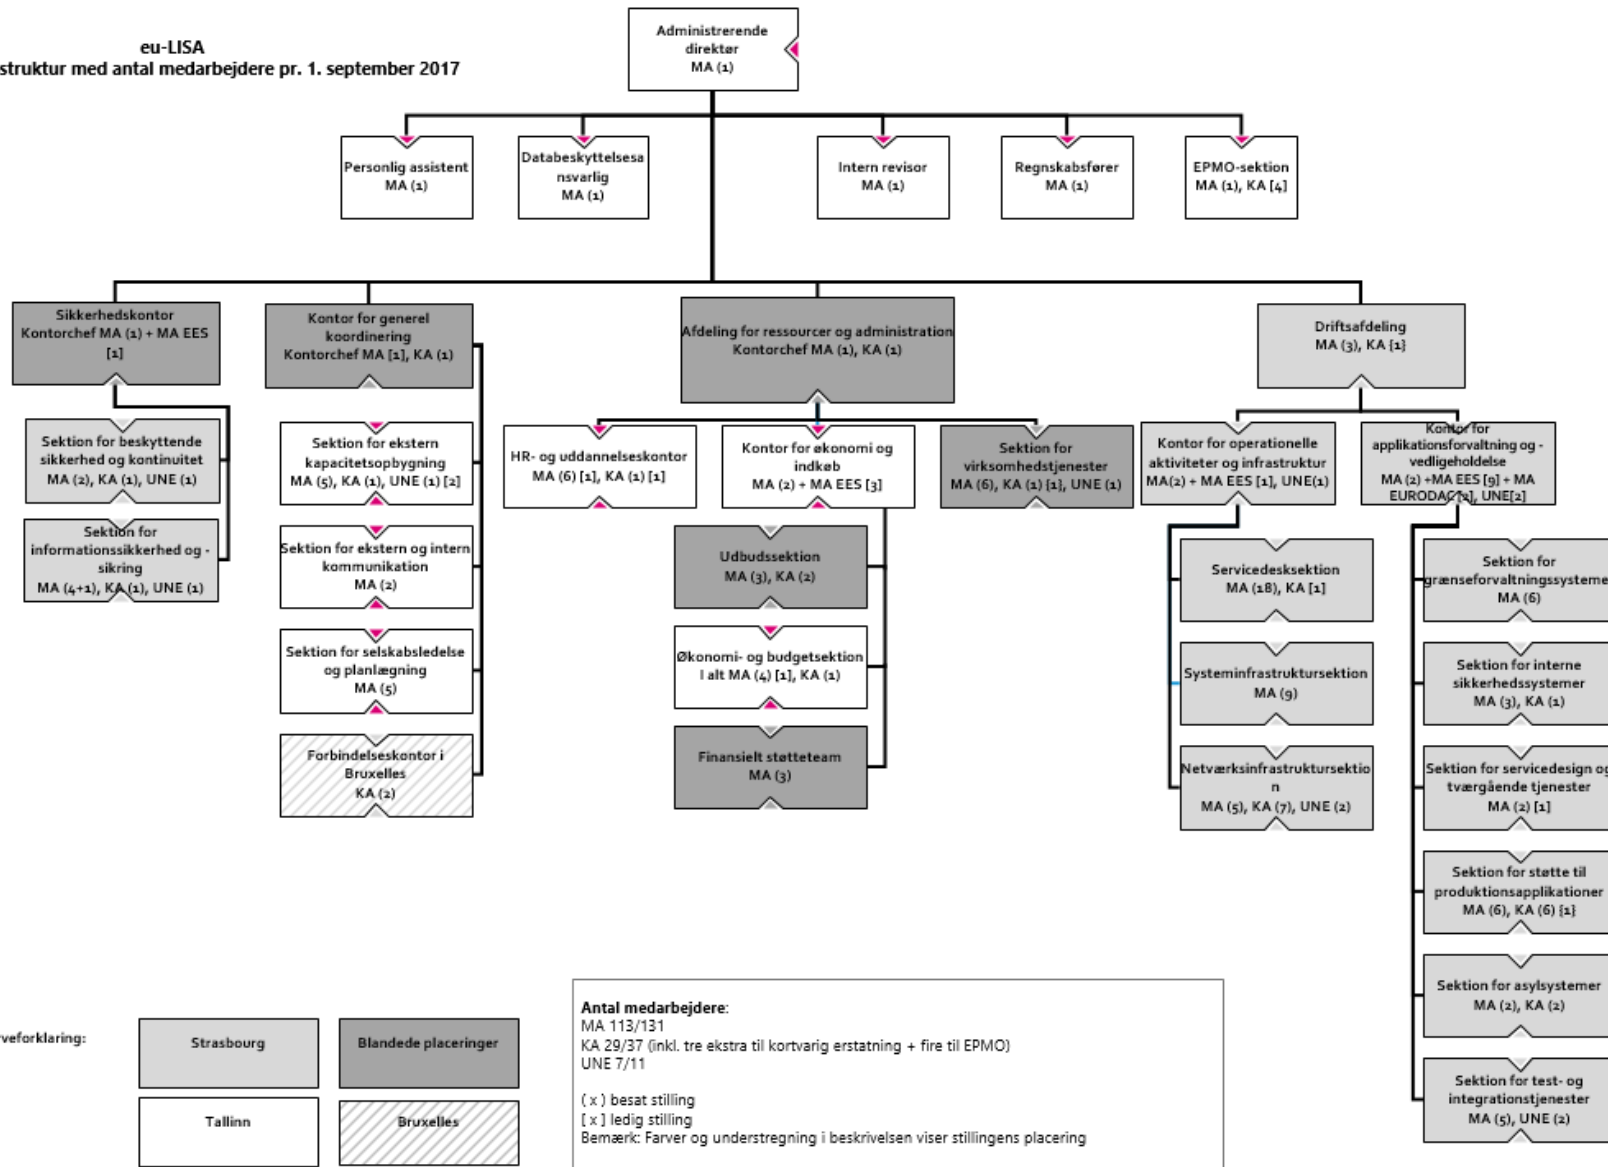 eu-LISA
struktur med antal medarbejdere pr. 1. september 2017
Administrerende
direktør
MA (1)
Personlig assistent
MA (1)
Databeskyttelsesa
nsvarlig
MA (1)
Intern revisor
MA (1)
Regnskabsfører
MA (1)
EPMO-sektion
MA (1), KA [4]
Sikkerhedskontor
Kontorchef MA (1) + MA EES
[1]
Kontor for generel
koordinering
Kontorchef MA [1], KA (1)
Afdeling for ressourcer og administration
Kontorchef MA (1), KA (1)
Driftsafdeling
MA (3), KA {1}
Sektion for beskyttende
sikkerhed og kontinuitet
MA (2), KA (1), UNE (1)
Sektion for
informationssikkerhed og -
sikring
MA (4+1), KA (1), UNE (1)
Sektion for ekstern
kapacitetsopbygning
MA (5), KA (1), UNE (1) [2]
Sektion for ekstern og intern
kommunikation
MA (2)
Sektion for selskabsledelse
og planlægning
MA (5)
Forbindelseskontor i
Bruxelles
KA (2)
HR- og uddannelseskontor
MA (6) [1], KA (1) [1]
Kontor for økonomi og
indkøb
MA (2) + MA EES [3]
Sektion for
virksomhedstjenester
MA (6), KA (1) {1}, UNE (1)
Udbudssektion
MA (3), KA (2)
Økonomi- og budgetsektion
I alt MA (4) [1], KA (1)
Finansielt støtteteam
MA (3)
Kontor for operationelle
aktiviteter og infrastruktur
MA(2) + MA EES [1], UNE(1)
Kontor for
applikationsforvaltning og -
vedligeholdelse
MA (2) +MA EES [9] + MA
EURODAC [2], UNE[2]
Servicedesksektion
MA (18), KA [1]
Systeminfrastruktursektion
MA (9)
Netværksinfrastruktursektio
n
MA (5), KA (7), UNE (2)
Sektion for
grænseforvaltningssysteme
MA (6)
Sektion for interne
sikkerhedssystemer
MA (3), KA (1)
Sektion for servicedesign og
tværgående tjenester
MA (2) [1]
Sektion for støtte til
produktionsapplikationer
MA (6), KA (6) {1}
Sektion for asylsystemer
MA (2), KA (2)
Sektion for test- og
integrationstjenester
MA (5), UNE (2)
veforklaring:
Strasbourg
Blandede placeringer
Tallinn
Bruxelles
Antal medarbejdere:
MA 113/131
KA 29/37 (inkl. tre ekstra til kortvarig erstatning + fire til EPMO)
UNE 7/11
( x ) besat stilling
[ x ] ledig stilling
Bemærk: Farver og understregning i beskrivelsen viser stillingens placering